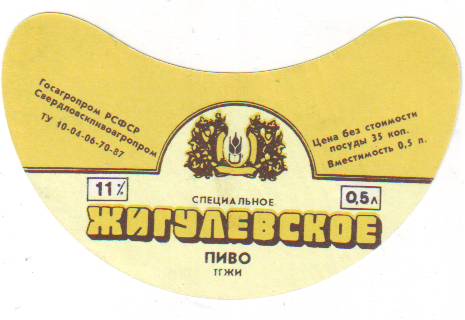 Госагропром РСФСР
Свердловскпивоагропром
ТУ 10-04-06-70-87
Цена без стоимости
посуды 35 коп.
Вместимость 0,5 л.
11%
СПЕЦИАЛЬНОЕ
0,5л
ЖИГУЛЕВСКОЕ
ПИВО
ТГЖИ